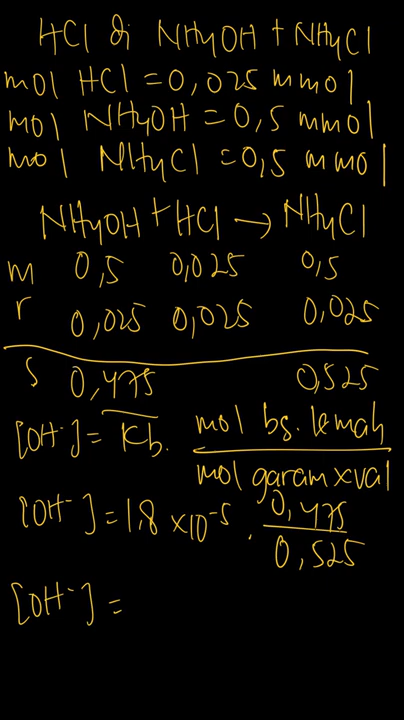 HCl di NH4OH + NH4Cl
mol HCl = 0,025 mmol
mol NH4OH = 0,5 mmol
mol NH4Cl = 0,5 mmol
NH4OH + HCl → NH4Cl
m 0,5 0,025 0,5
r 0,025 0,025 0,025
s 0,475 0,525
[OH⁻] = Kb. mol bs. lemah
mol garam x val
[OH⁻] = 1,8 x 10⁻⁵ . 0,475
0,525
[OH⁻] =